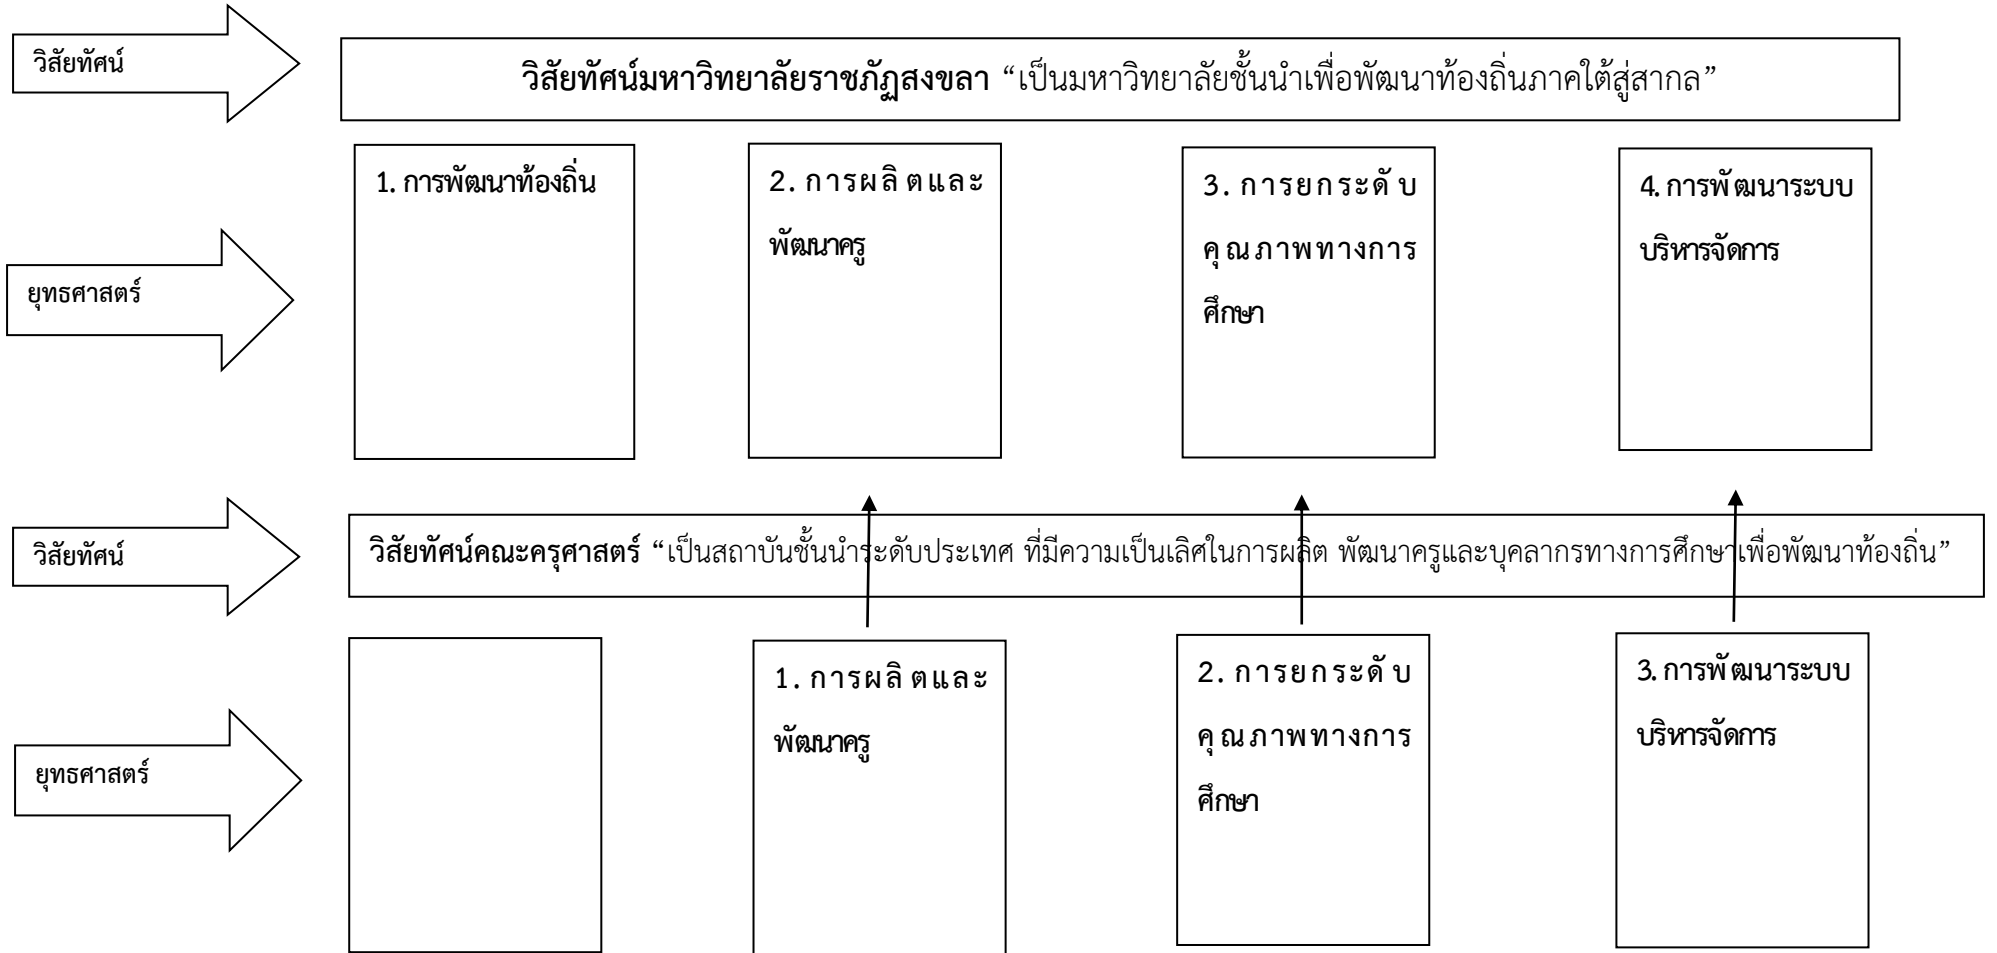 วิสัยทัศน์
วิสัยทัศน์มหาวิทยาลัยราชภัฏสงขลา “เป็นมหาวิทยาลัยชั้นนำเพื่อพัฒนาท้องถิ่นภาคใต้สู่สากล”
ยุทธศาสตร์
1. การพัฒนาท้องถิ่น
2. การผลิตและ
พัฒนาครู
3. การยกระดับ
คุณภาพทางการ
ศึกษา
4. การพัฒนาระบบ
บริหารจัดการ
วิสัยทัศน์
วิสัยทัศน์คณะครุศาสตร์ “เป็นสถาบันชั้นนำระดับประเทศ ที่มีความเป็นเลิศในการผลิต พัฒนาครูและบุคลากรทางการศึกษาเพื่อพัฒนาท้องถิ่น”
ยุทธศาสตร์
1. การผลิตและ
พัฒนาครู
2. การยกระดับ
คุณภาพทางการ
ศึกษา
3. การพัฒนาระบบ
บริหารจัดการ